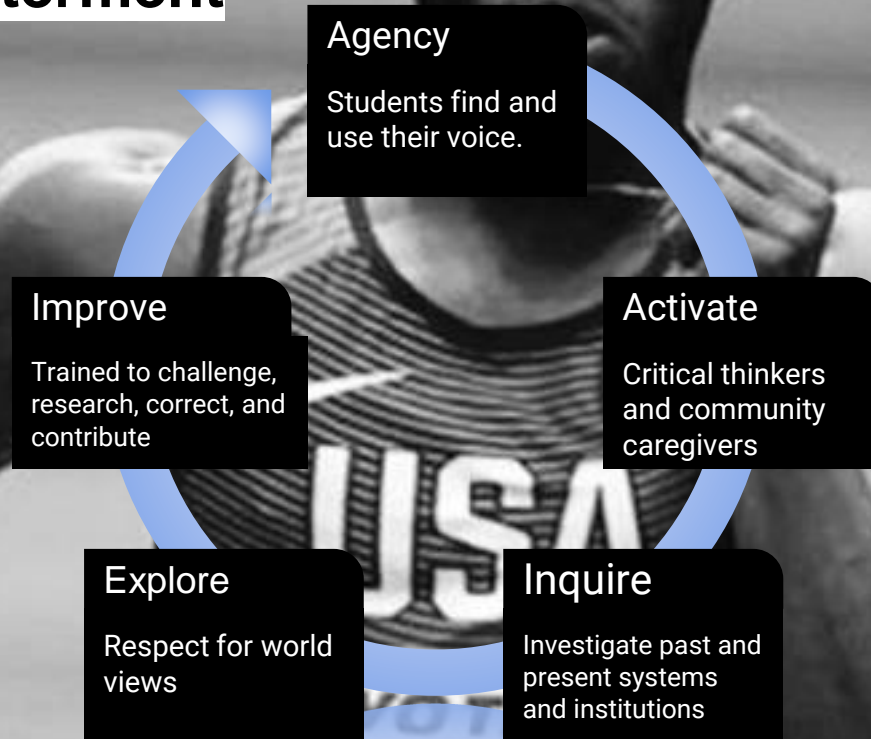 Agency
Students find and
use their voice.
Improve
Trained to challenge,
research, correct, and
contribute
Activate
Critical thinkers
and community
caregivers
USA
Explore
Respect for world
views
Inquire
Investigate past and
present systems
and institutions